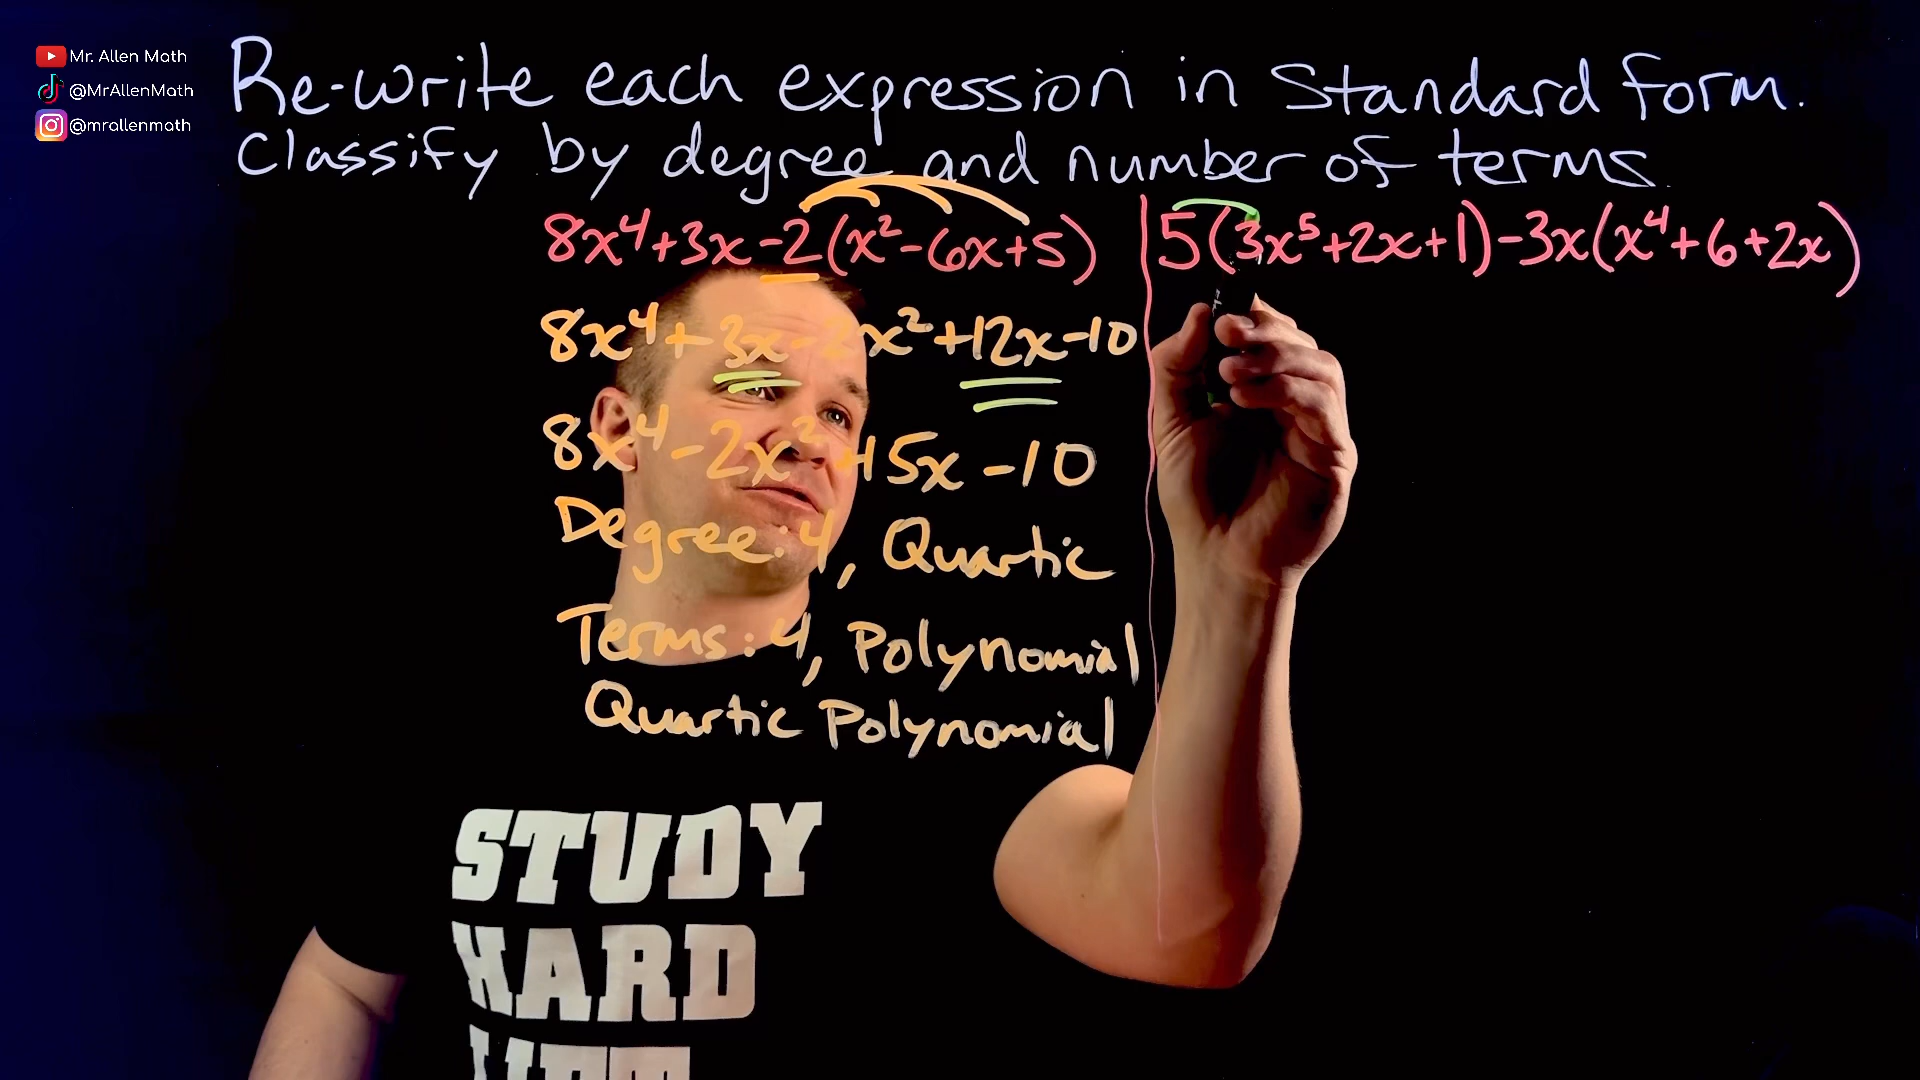 Mr. Allen Math
@MrAllenMath
@mrallenmath
Re-write each expression in Standard form.
Classify by degree and number of terms.
8x⁴+3x-2(x²-6x+5)
8x⁴+3x-2x²+12x-10
8x⁴-2x²+15x-10
Degree: 4, Quartic
Terms: 4, Polynomial
Quartic Polynomial
5(3x⁵+2x+1)-3x(x⁴+6+2x)
STUDY
HARD